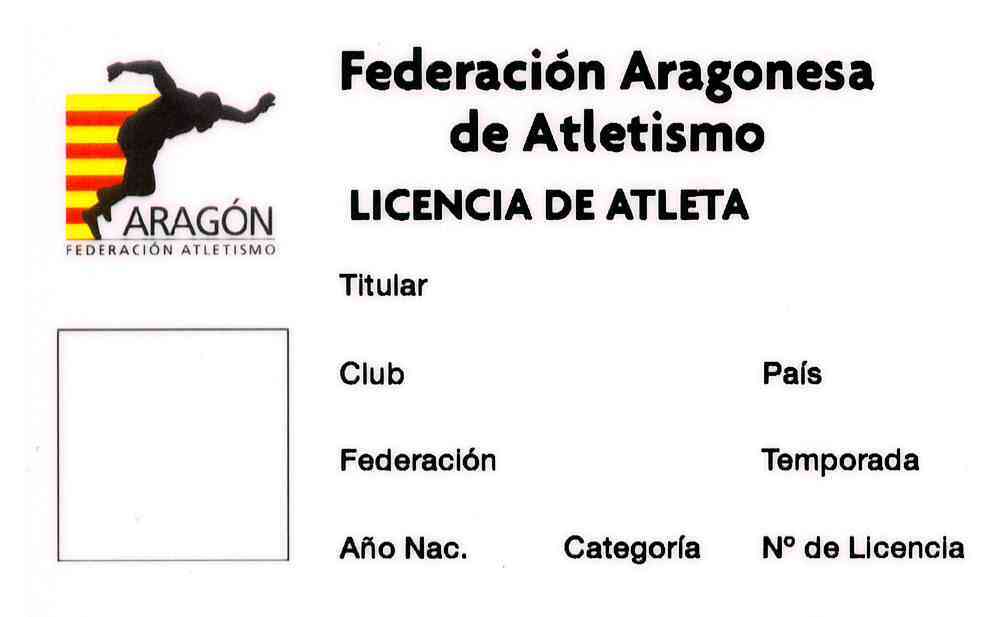 Federación Aragonesa
de Atletismo
LICENCIA DE ATLETA
ARAGÓN
FEDERACIÓN ATLETISMO
Titular
Club País
Federación Temporada
Año Nac. Categoría Nº de Licencia